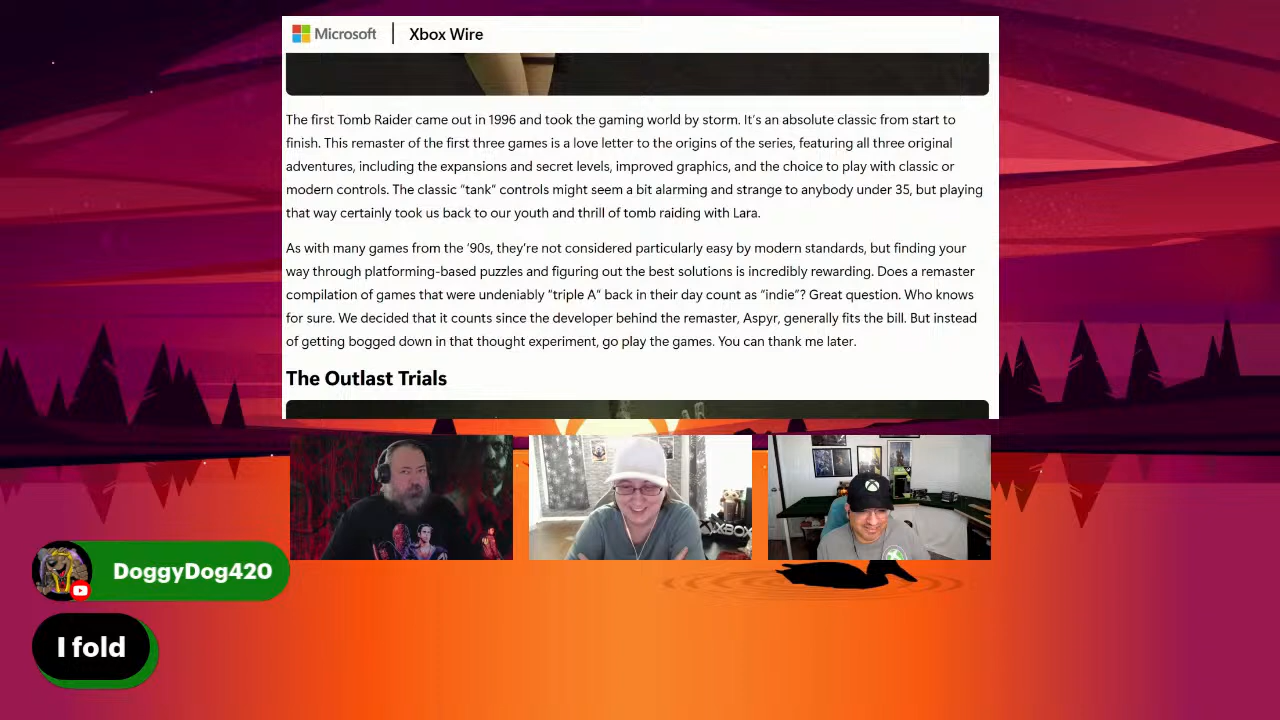 Microsoft | Xbox Wire
The first Tomb Raider came out in 1996 and took the gaming world by storm. It's an absolute classic from start to
finish. This remaster of the first three games is a love letter to the origins of the series, featuring all three original
adventures, including the expansions and secret levels, improved graphics, and the choice to play with classic or
modern controls. The classic “tank” controls might seem a bit alarming and strange to anybody under 35, but playing
that way certainly took us back to our youth and thrill of tomb raiding with Lara.
As with many games from the ‘90s, they’re not considered particularly easy by modern standards, but finding your
way through platforming-based puzzles and figuring out the best solutions is incredibly rewarding. Does a remaster
compilation of games that were undeniably “triple A” back in their day count as “indie”? Great question. Who knows
for sure. We decided that it counts since the developer behind the remaster, Aspyr, generally fits the bill. But instead
of getting bogged down in that thought experiment, go play the games. You can thank me later.
The Outlast Trials
XBOX
DoggyDog420
I fold